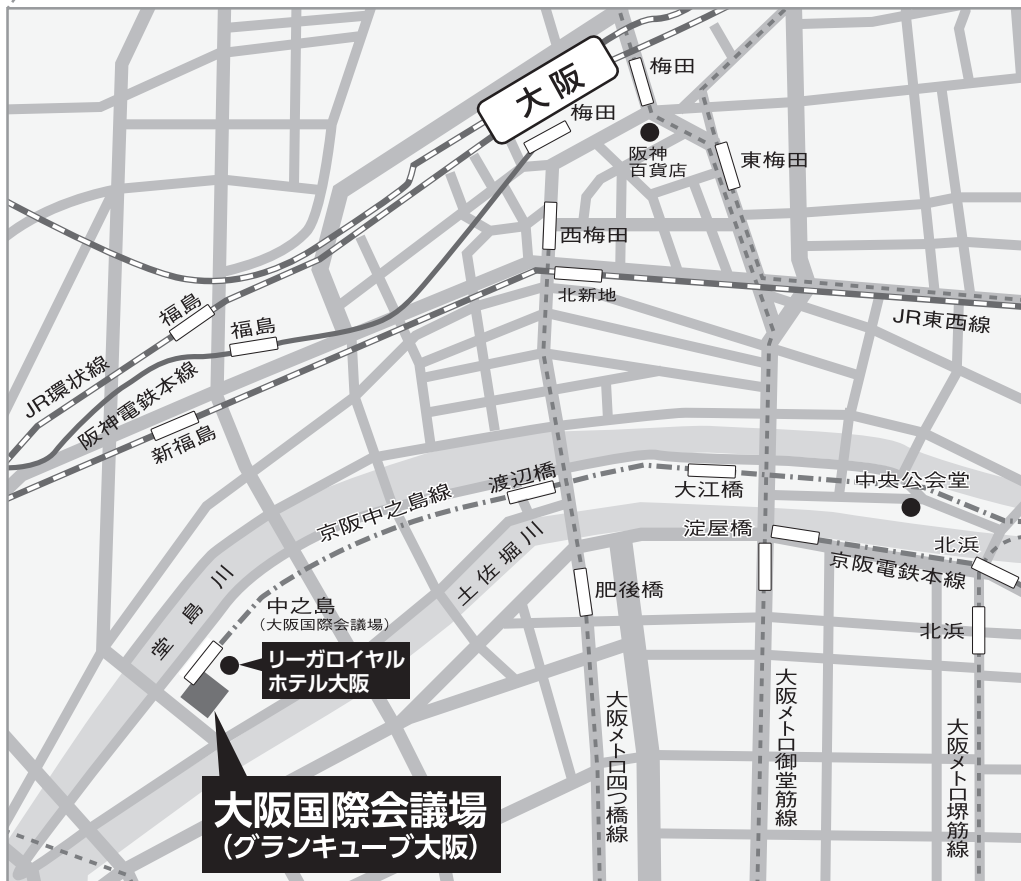 大阪
梅田
梅田
阪神
百貨店
東梅田
西梅田
北新地
JR東西線
福島
福島
JR環状線
阪神電鉄本線
新福島
渡辺橋
大江橋
中央公会堂
京阪中之島線
淀屋橋
北浜
京阪電鉄本線
土佐堀川
堂島川
肥後橋
中之島
(大阪国際会議場)
北浜
リーガロイヤル
ホテル大阪
大阪メトロ四つ橋線
大阪メトロ御堂筋線
大阪メトロ堺筋線
大阪国際会議場
(グランキューブ大阪)